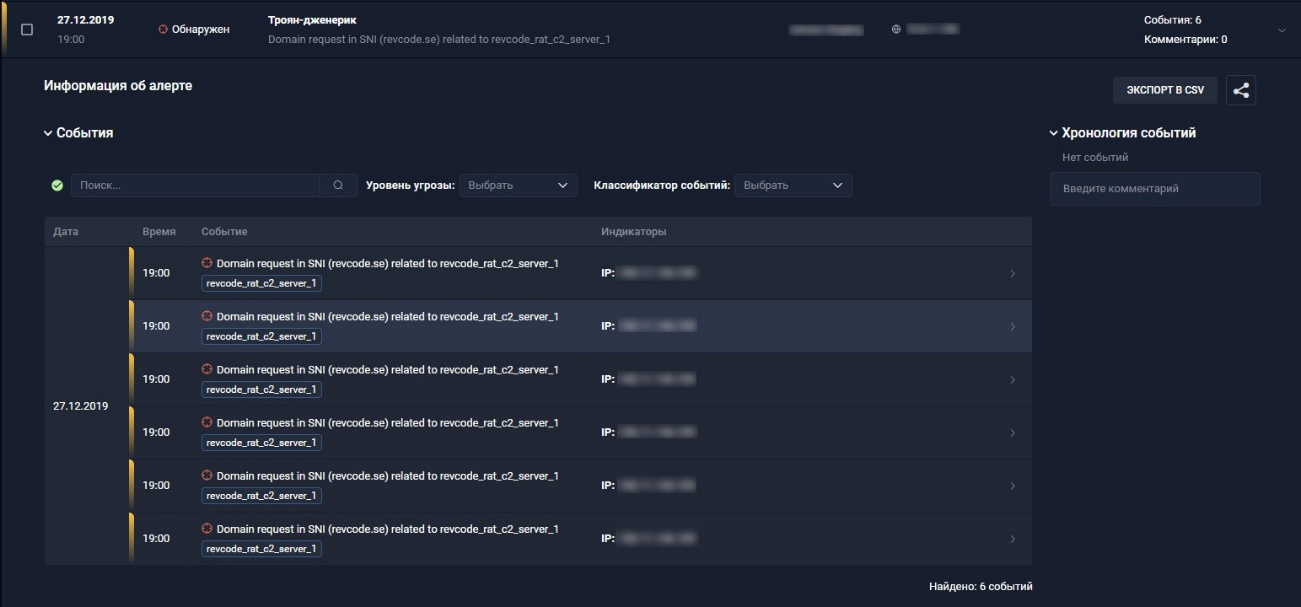 27.12.2019
19:00
Обнаружен
Троян-дженерик
Domain request in SNI (revcode.se) related to revcode_rat_c2_server_1
События: 6
Комментарии: 0
Информация об алерте
ЭКСПОРТ В CSV
События
Хронология событий
Нет событий
Введите комментарий
Поиск...
Уровень угрозы: Выбрать
Классификатор событий: Выбрать
Дата Время Событие Индикаторы
27.12.2019
19:00 Domain request in SNI (revcode.se) related to revcode_rat_c2_server_1 IP:
revcode_rat_c2_server_1
19:00 Domain request in SNI (revcode.se) related to revcode_rat_c2_server_1 IP:
revcode_rat_c2_server_1
19:00 Domain request in SNI (revcode.se) related to revcode_rat_c2_server_1 IP:
revcode_rat_c2_server_1
19:00 Domain request in SNI (revcode.se) related to revcode_rat_c2_server_1 IP:
revcode_rat_c2_server_1
19:00 Domain request in SNI (revcode.se) related to revcode_rat_c2_server_1 IP:
revcode_rat_c2_server_1
19:00 Domain request in SNI (revcode.se) related to revcode_rat_c2_server_1 IP:
revcode_rat_c2_server_1
Найдено: 6 событий